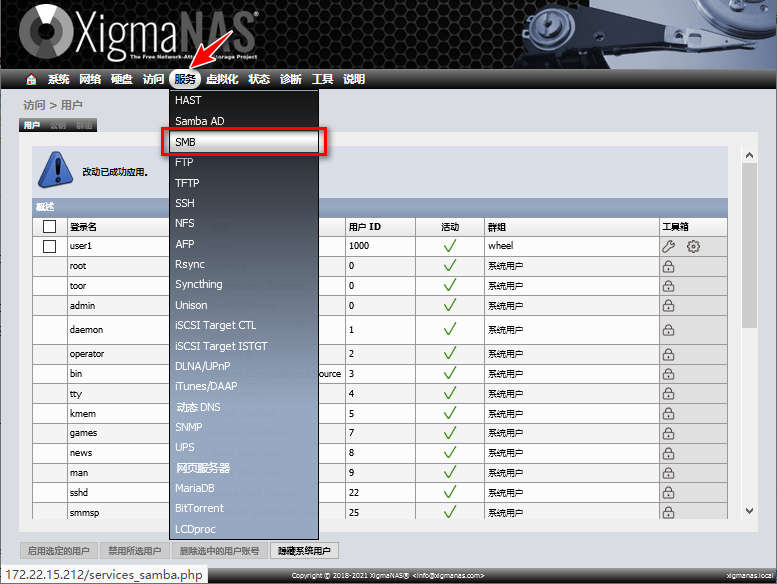 XigmaNAS®
The Free Network-Attached Storage Project
系统 网络 硬盘 访问 服务 虚拟化 状态 诊断 工具 说明
访问 > 用户
用户 公钥 群组
改动已成功应用。
概述
登录名 用户 ID 活动 群组 工具箱
user1 1000 wheel
root 0 系统用户
toor 0 系统用户
admin 0 系统用户
daemon 1 系统用户
operator 2 系统用户
bin ource 3 系统用户
tty 4 系统用户
kmem 5 系统用户
games 7 系统用户
news 8 系统用户
man 9 系统用户
sshd 22 系统用户
smmsp 25 系统用户
HAST
Samba AD
SMB
FTP
TFTP
SSH
NFS
AFP
Rsync
Syncthing
Unison
iSCSI Target CTL
iSCSI Target ISTGT
DLNA/UPnP
iTunes/DAAP
动态 DNS
SNMP
UPS
网页服务器
MariaDB
BitTorrent
LCDproc
启用选定的用户 禁用所选用户 删除选中的用户账号 隐藏系统用户
172.22.15.212/services_samba.php
Copyright © 2018-2021 XigmaNAS® <info@xigmanas.com>
xigmanas.local